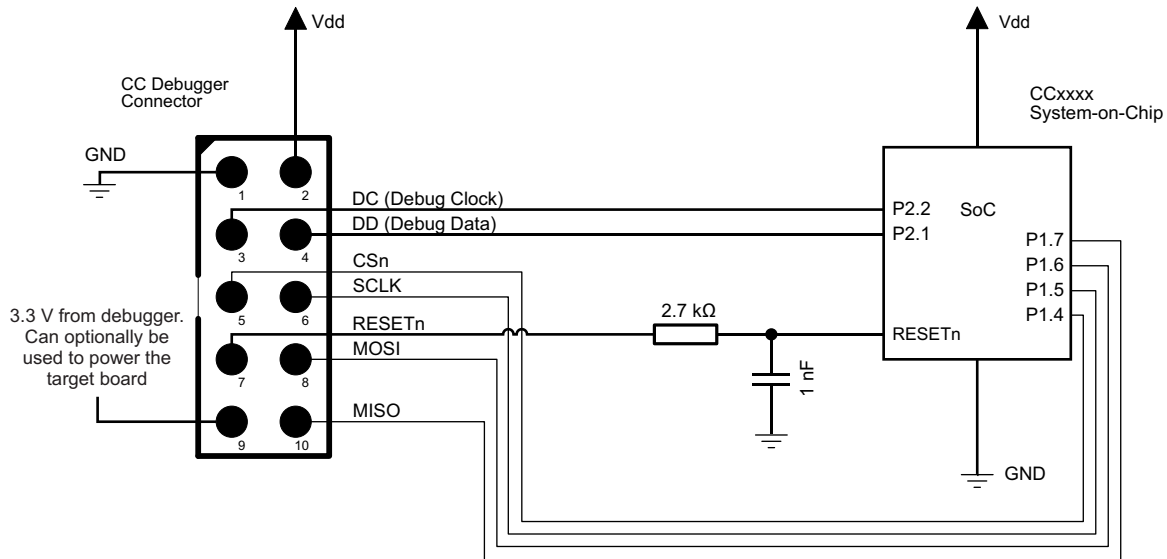 Vdd
Vdd
CC Debugger
Connector
CCxxxx
System-on-Chip
GND
1
2
DC (Debug Clock)
P2.2
SoC
DD (Debug Data)
P2.1
3
4
P1.7
CSn
P1.6
SCLK
P1.5
5
6
3.3 V from debugger.
Can optionally be
used to power the
target board
RESETn
2.7 kΩ
P1.4
RESETn
MOSI
7
8
1 nF
MISO
9
10
GND